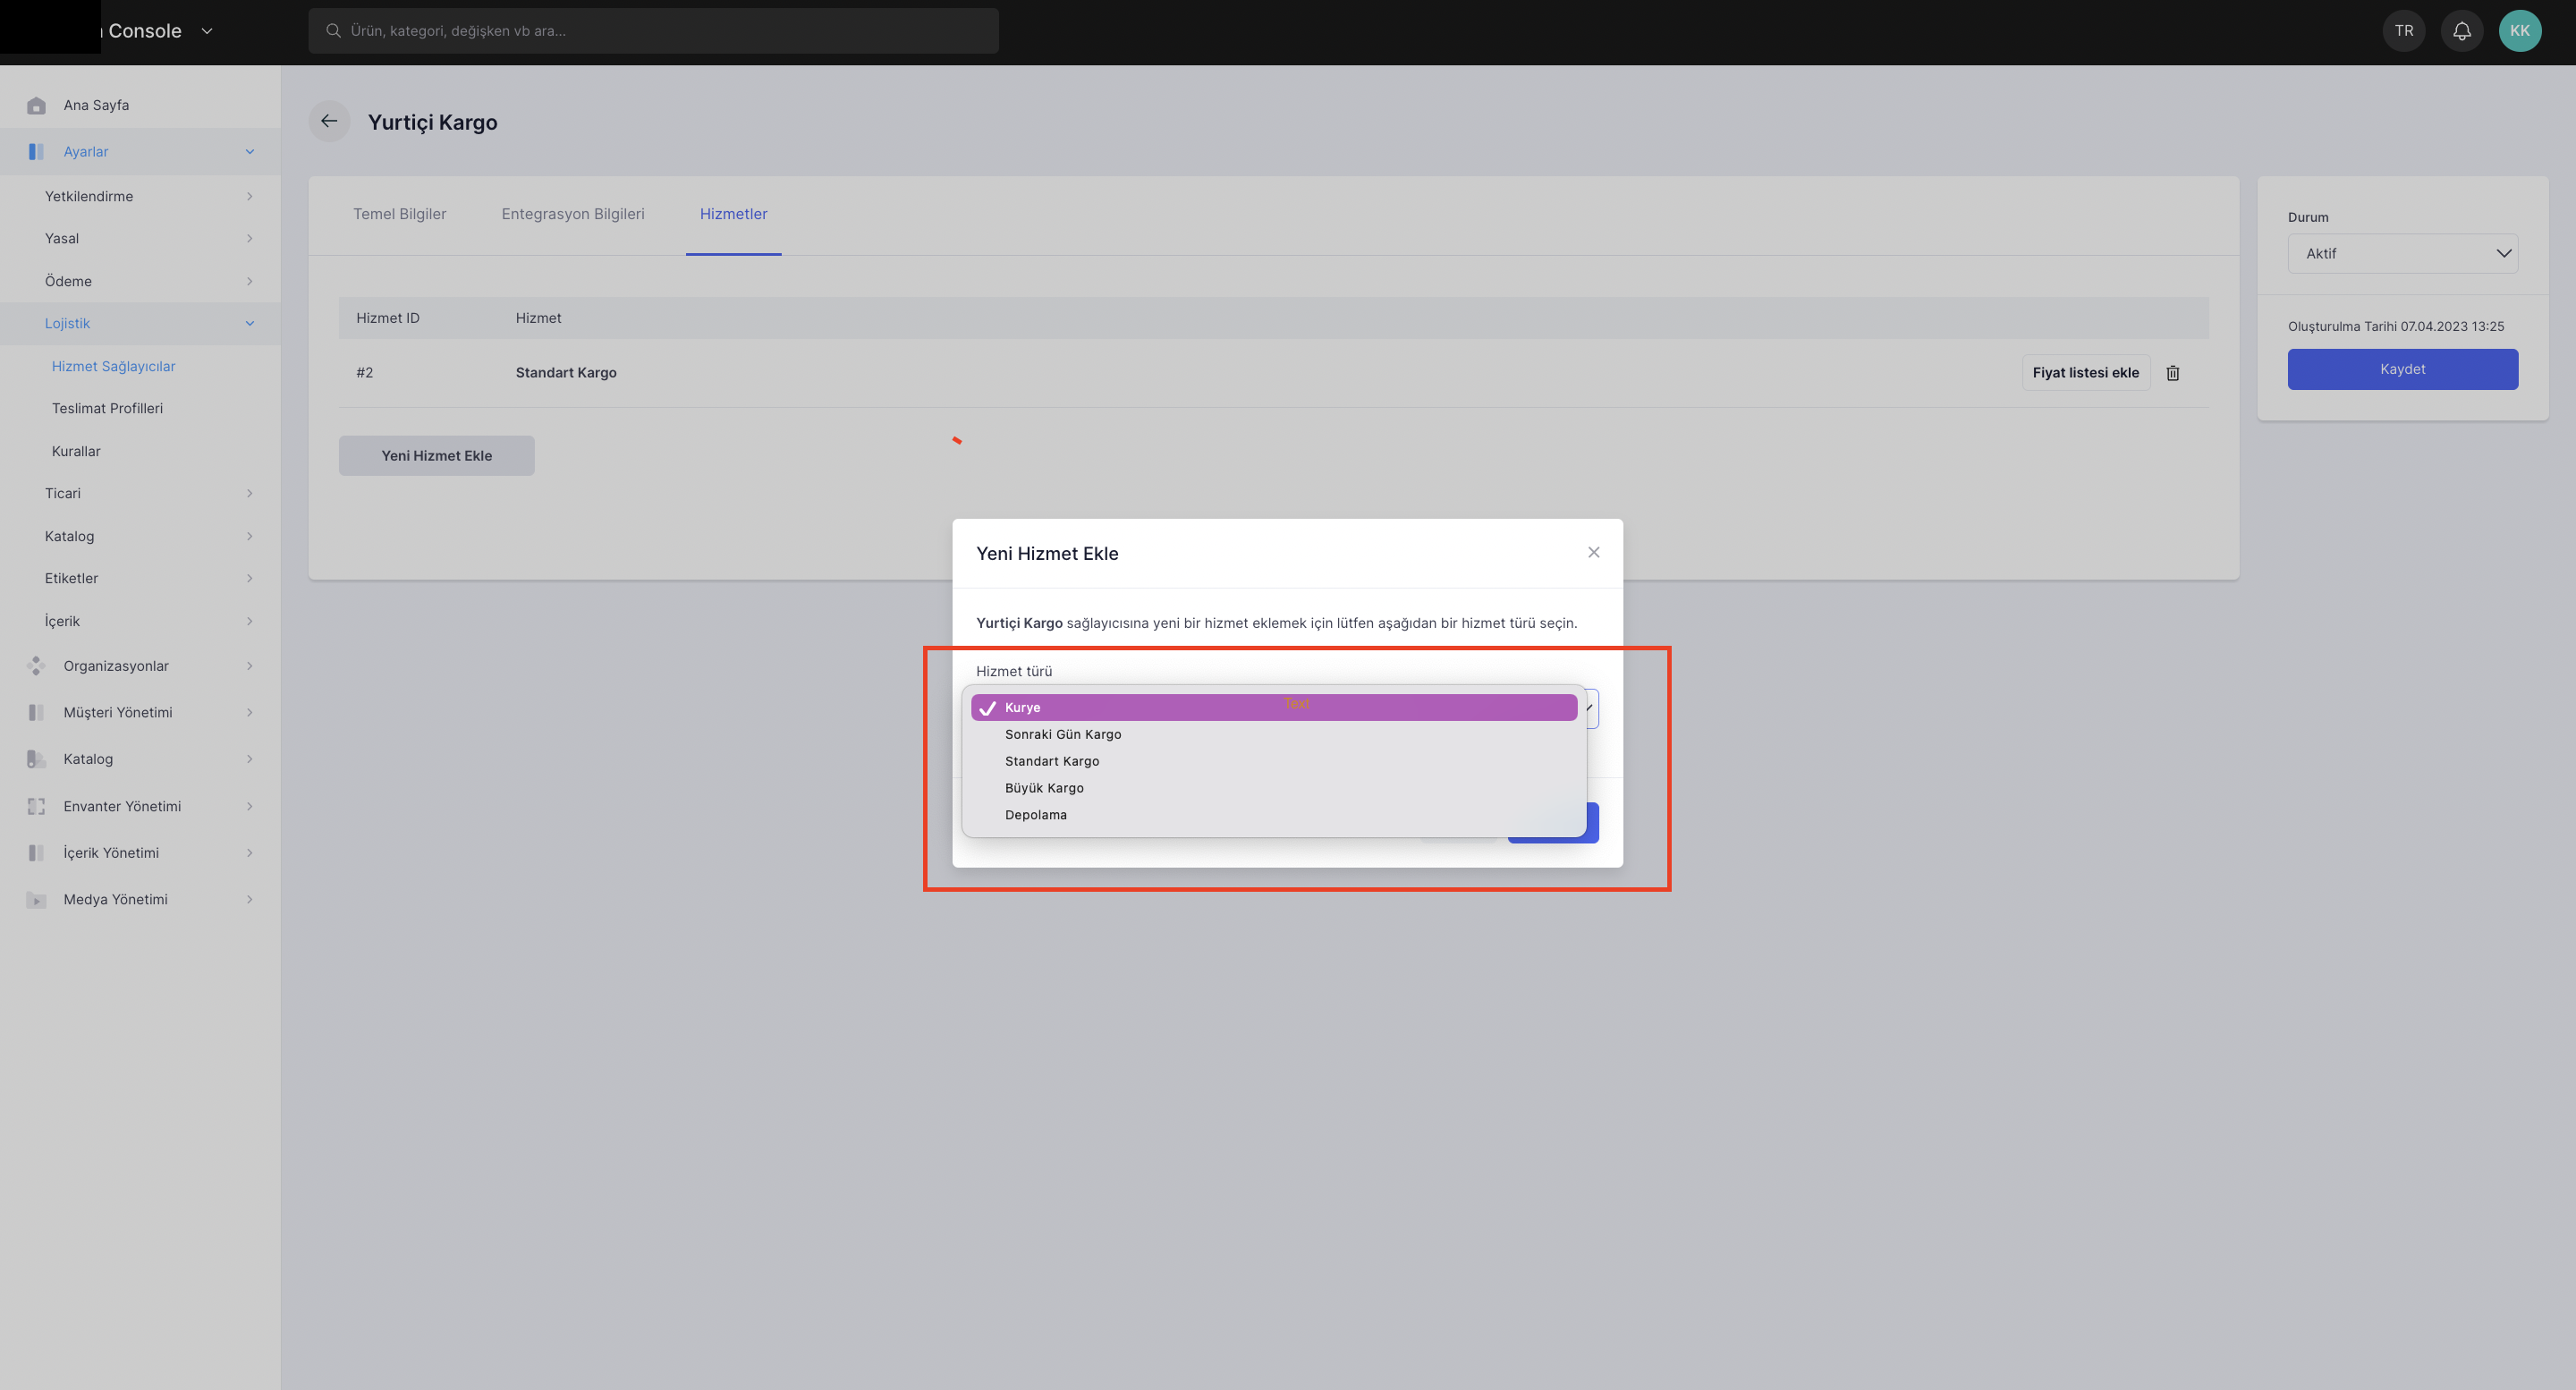 Console
Ürün, kategori, değişken vb ara...
TR
KK
Ana Sayfa
Ayarlar
Yetkilendirme
Yasal
Ödeme
Lojistik
Hizmet Sağlayıcılar
Teslimat Profilleri
Kurallar
Ticari
Katalog
Etiketler
İçerik
Organizasyonlar
Müşteri Yönetimi
Katalog
Envanter Yönetimi
İçerik Yönetimi
Medya Yönetimi
Yurtiçi Kargo
Temel Bilgiler
Entegrasyon Bilgileri
Hizmetler
Hizmet ID
Hizmet
#2
Standart Kargo
Fiyat listesi ekle
Yeni Hizmet Ekle
Durum
Aktif
Oluşturulma Tarihi 07.04.2023 13:25
Kaydet
Yeni Hizmet Ekle
Yurtiçi Kargo sağlayıcısına yeni bir hizmet eklemek için lütfen aşağıdan bir hizmet türü seçin.
Hizmet türü
Kurye
Text
Sonraki Gün Kargo
Standart Kargo
Büyük Kargo
Depolama